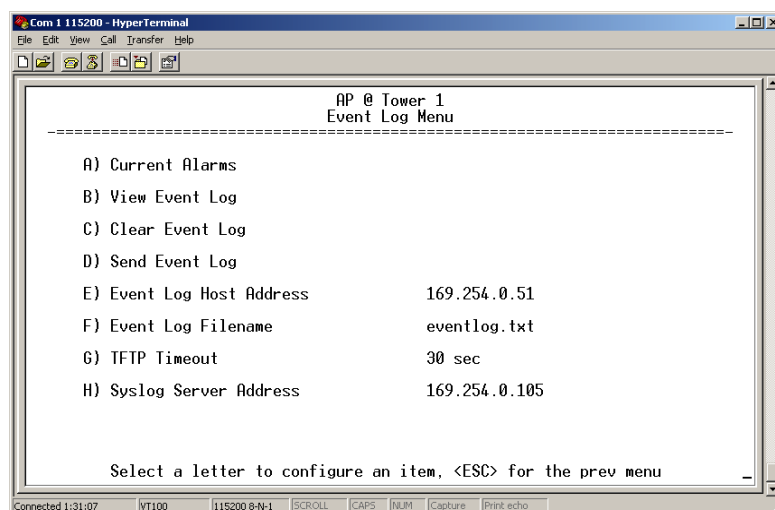 Com 1 115200 - HyperTerminal
File Edit View Call Transfer Help
AP @ Tower 1
Event Log Menu
-==========================================================================-
A) Current Alarms
B) View Event Log
C) Clear Event Log
D) Send Event Log
E) Event Log Host Address 169.254.0.51
F) Event Log Filename eventlog.txt
G) TFTP Timeout 30 sec
H) Syslog Server Address 169.254.0.105
Select a letter to configure an item, <ESC> for the prev menu _
Connected 1:31:07 VT100 115200 8-N-1 SCROLL CAPS NUM Capture Print echo